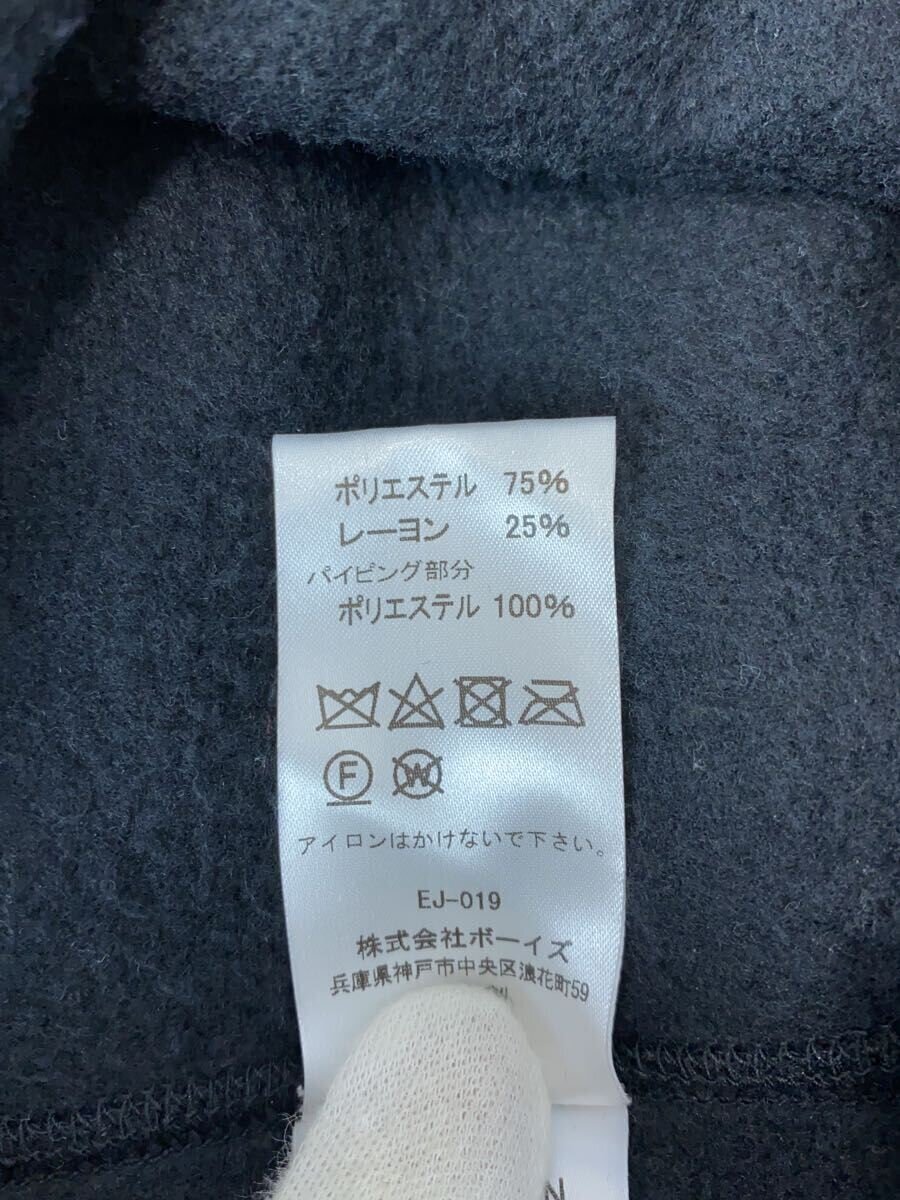 ポリエステル 75%
レーヨン 25%
パイピング部分
ポリエステル 100%
F W
アイロンはかけないで下さい。
EJ-019
株式会社ボーイズ
兵庫県神戸市中央区浪花町59
N